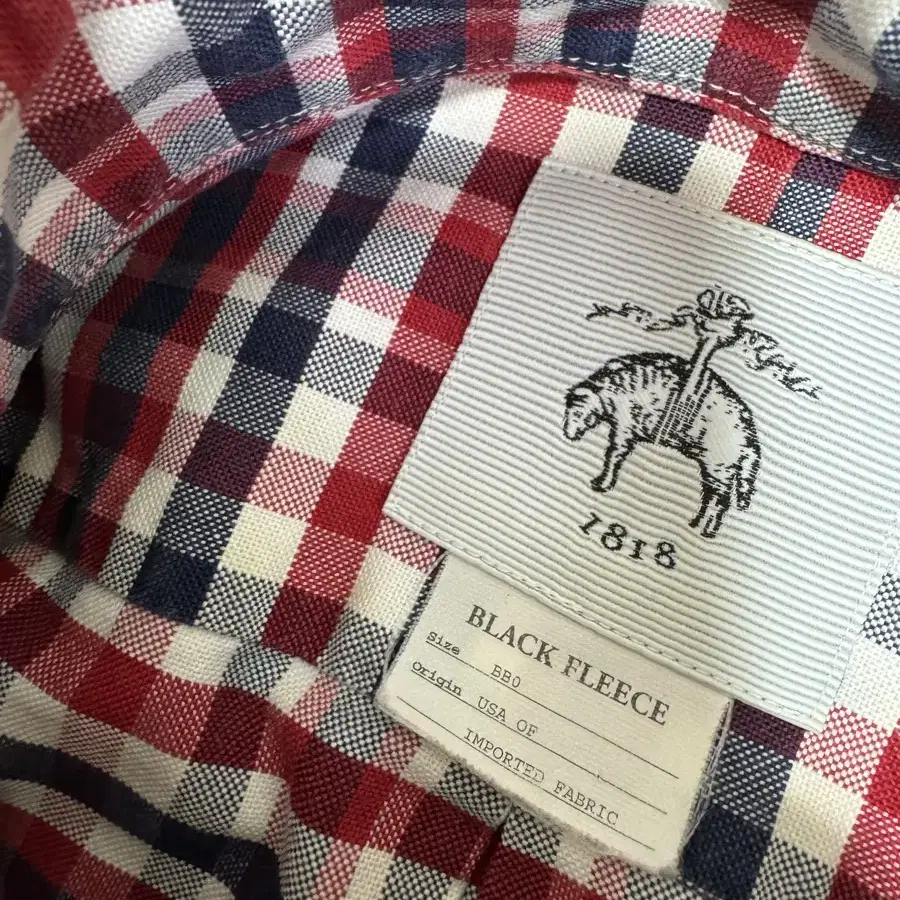 1818
BLACK FLEECE
Size BB0
Origin USA OF
IMPORTED FABRIC